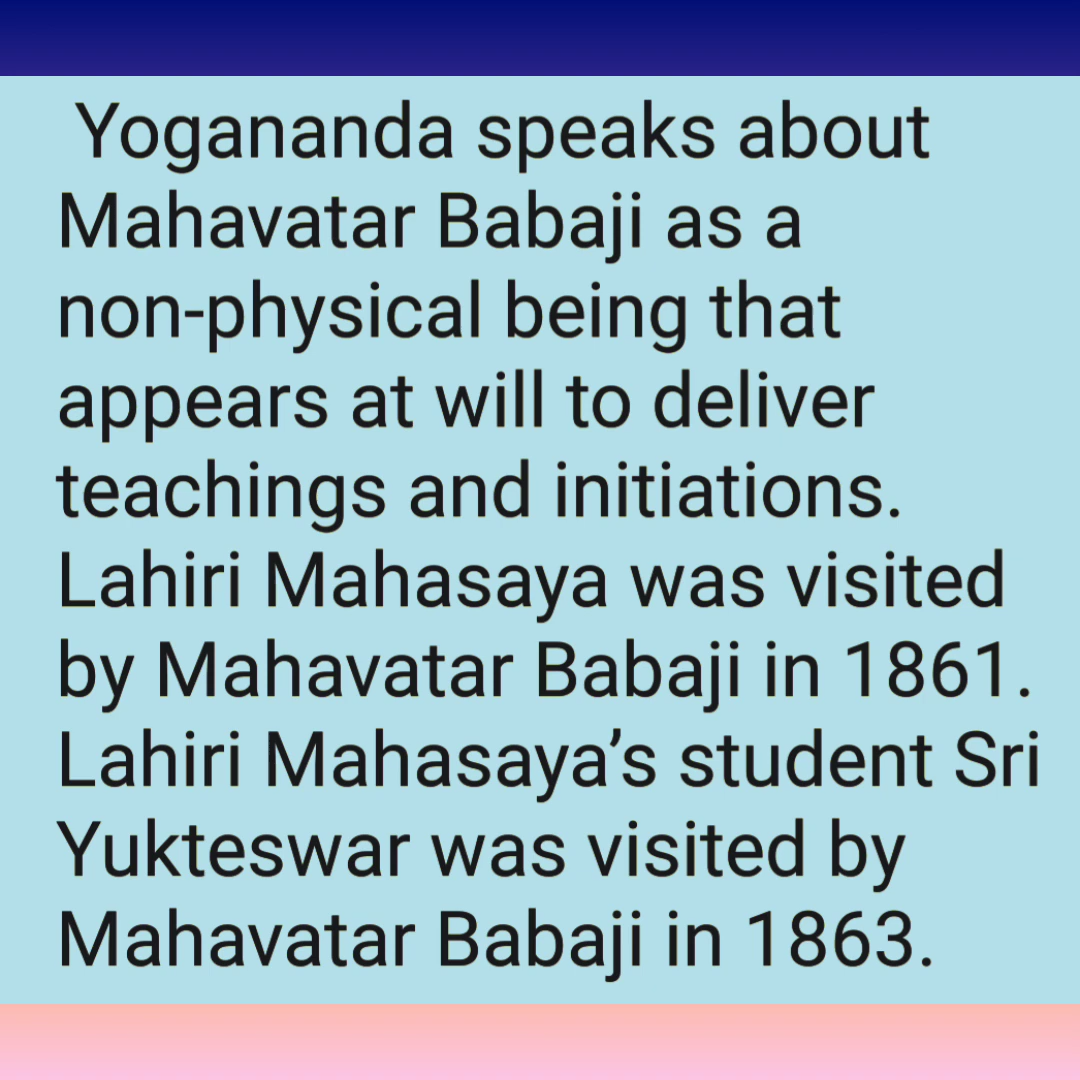 Yogananda speaks about
Mahavatar Babaji as a
non-physical being that
appears at will to deliver
teachings and initiations.
Lahiri Mahasaya was visited
by Mahavatar Babaji in 1861.
Lahiri Mahasaya’s student Sri
Yukteswar was visited by
Mahavatar Babaji in 1863.